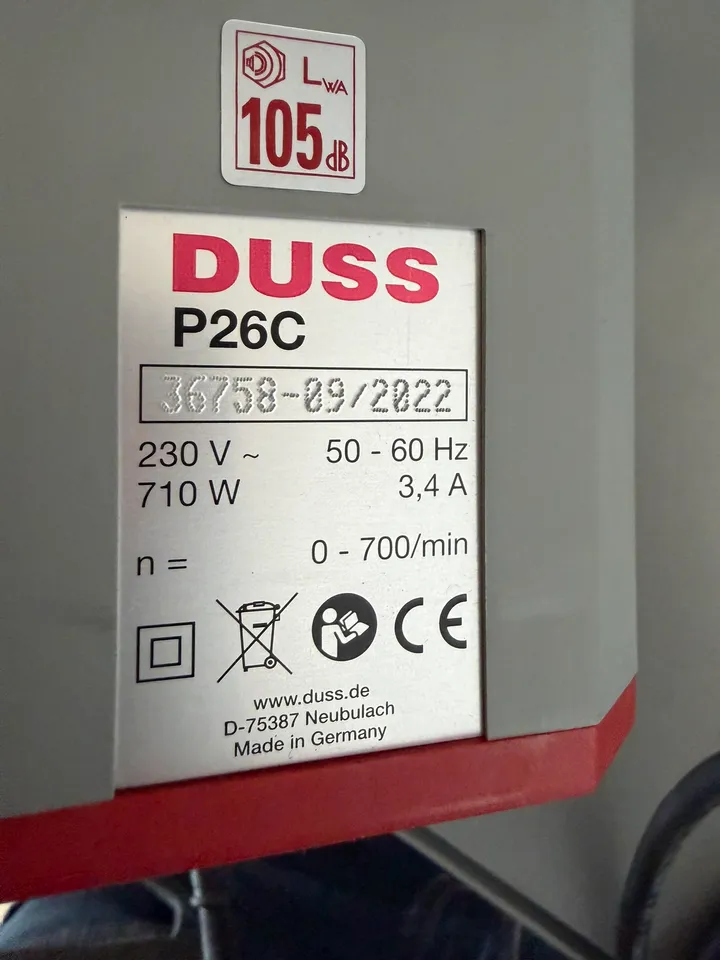 LWA
105dB
DUSS
P26C
36758-09/2022
230 V ~ 50 - 60 Hz
710 W 3,4 A
n = 0 - 700/min
CE
www.duss.de
D-75387 Neubulach
Made in Germany